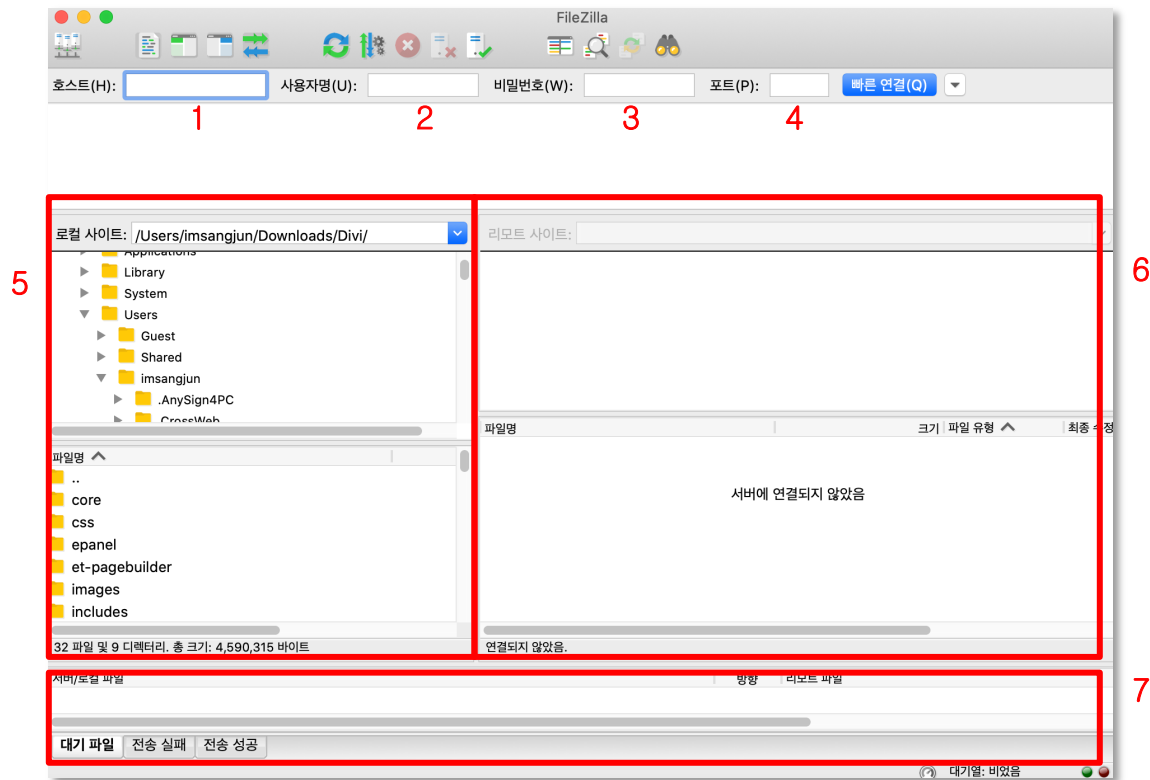 FileZilla
호스트(H): 사용자명(U): 비밀번호(W): 포트(P): 빠른 연결(Q)
1 2 3 4
로컬 사이트: /Users/imsangjun/Downloads/Divi/
리모트 사이트:
5
6
Applications
Library
System
Users
Guest
Shared
imsangjun
.AnySign4PC
.CrossWeb
파일명
..
core
css
epanel
et-pagebuilder
images
includes
32 파일 및 9 디렉터리. 총 크기: 4,590,315 바이트
파일명 크기 파일 유형 최종 수정
서버에 연결되지 않았음
연결되지 않았음.
서버/로컬 파일 방향 리모트 파일
7
대기 파일 전송 실패 전송 성공
대기열: 비었음